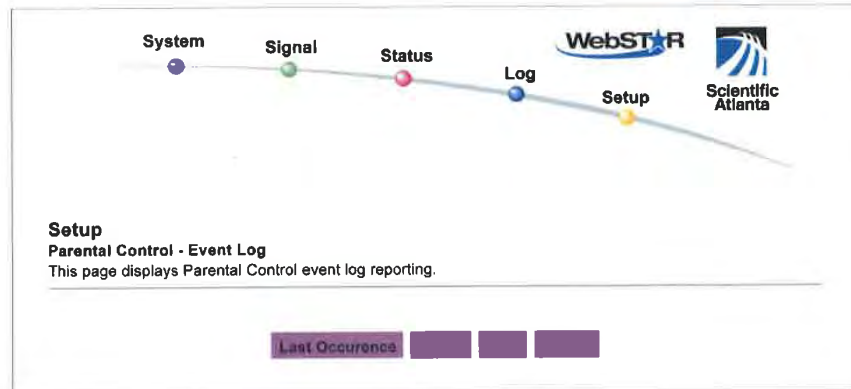 System
Signal
Status
Log
Setup
WebSTAR
Scientific
Atlanta
Setup
Parental Control - Event Log
This page displays Parental Control event log reporting.
Last Occurence